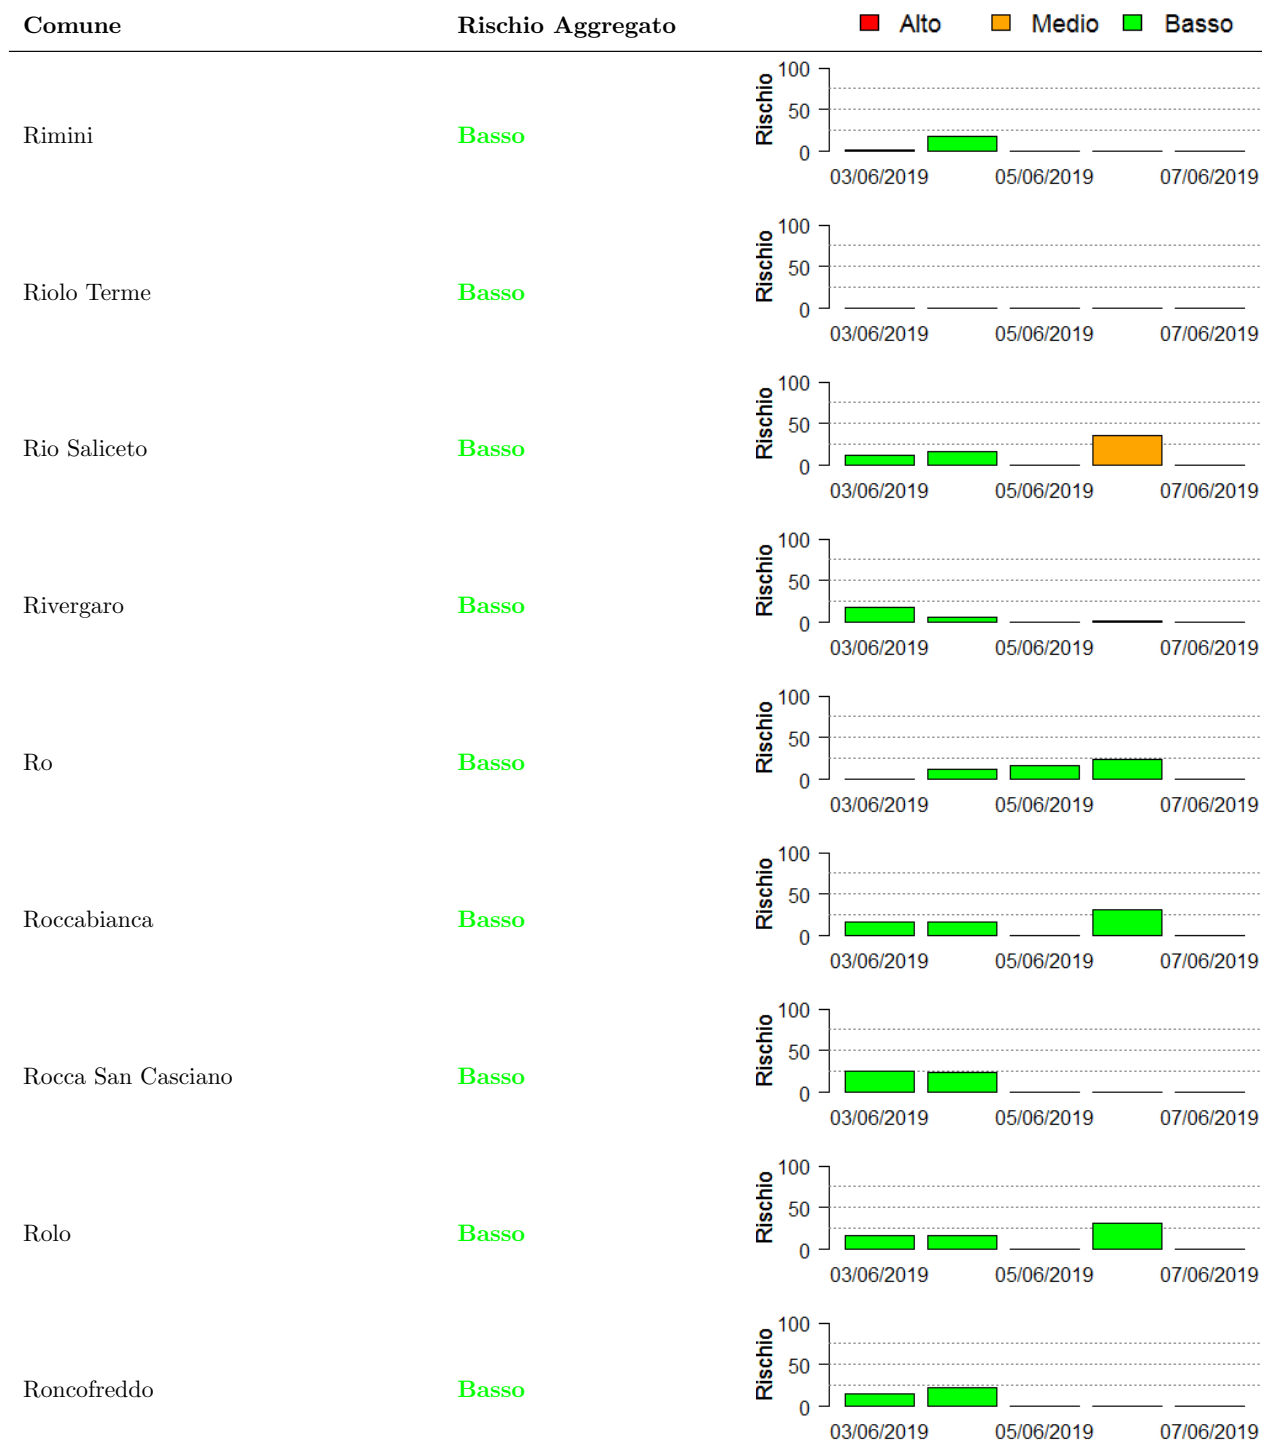 Comune Rischio Aggregato Alto Medio Basso
Rimini Basso
Rischio
100
50
0
03/06/2019 05/06/2019 07/06/2019
Riolo Terme Basso
Rischio
100
50
0
03/06/2019 05/06/2019 07/06/2019
Rio Saliceto Basso
Rischio
100
50
0
03/06/2019 05/06/2019 07/06/2019
Rivergaro Basso
Rischio
100
50
0
03/06/2019 05/06/2019 07/06/2019
Ro Basso
Rischio
100
50
0
03/06/2019 05/06/2019 07/06/2019
Roccabianca Basso
Rischio
100
50
0
03/06/2019 05/06/2019 07/06/2019
Rocca San Casciano Basso
Rischio
100
50
0
03/06/2019 05/06/2019 07/06/2019
Rolo Basso
Rischio
100
50
0
03/06/2019 05/06/2019 07/06/2019
Roncofreddo Basso
Rischio
100
50
0
03/06/2019 05/06/2019 07/06/2019